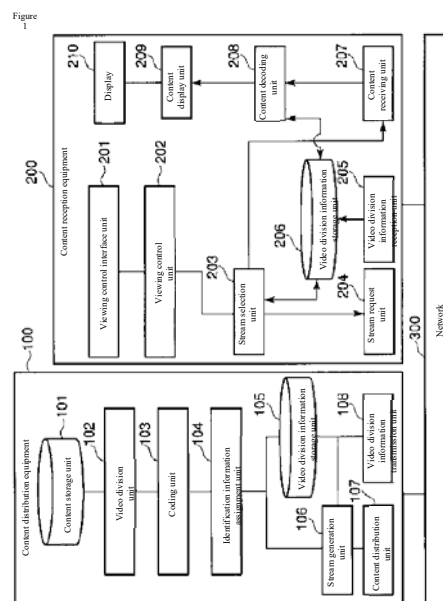 Figure
1
100
Content distribution equipment
101
Content storage unit
102
Video division unit
103
Coding unit
104
Identification information
assignment unit
105
Video division information
storage unit
106
Stream generation
unit
107
Content distribution
unit
108
Video division
information
transmission unit
200
Content reception equipment
201
Viewing control interface unit
202
Viewing control
unit
203
Stream selection
unit
204
Stream request
unit
205
Video division
information
reception unit
206
Video division information
storage unit
207
Content
receiving unit
208
Content decoding
unit
209
Content
display unit
210
Display
300
Network